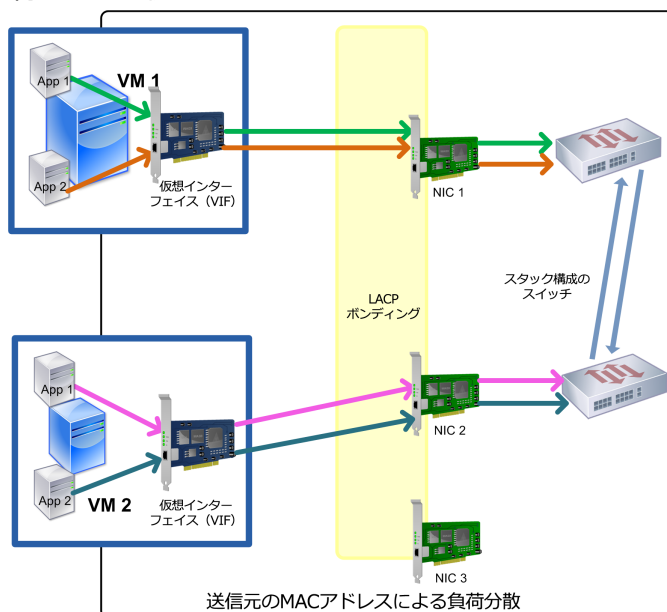 App 1
VM 1
App 2
仮想インター
フェイス（VIF）
NIC 1
スタック構成の
スイッチ
LACP
ボンディング
App 1
NIC 2
App 2
VM 2
仮想インター
フェイス（VIF）
NIC 3
送信元のMACアドレスによる負荷分散